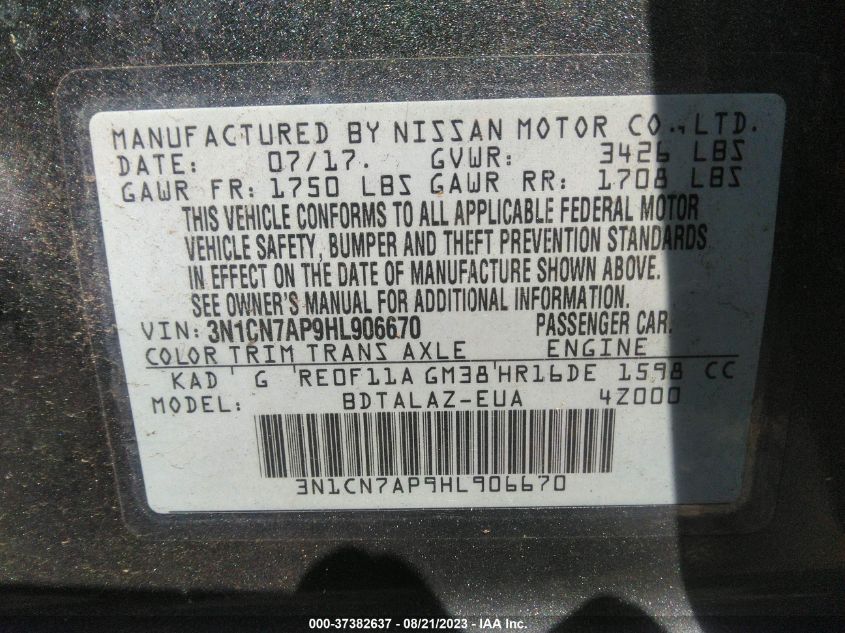 MANUFACTURED BY NISSAN MOTOR CO., LTD.
DATE: 07/17. GVWR: 3426 LBS
GAWR FR: 1750 LBS GAWR RR: 1708 LBS
THIS VEHICLE CONFORMS TO ALL APPLICABLE FEDERAL MOTOR
VEHICLE SAFETY, BUMPER AND THEFT PREVENTION STANDARDS
IN EFFECT ON THE DATE OF MANUFACTURE SHOWN ABOVE.
SEE OWNER'S MANUAL FOR ADDITIONAL INFORMATION.
VIN: 3N1CN7AP9HL906670 PASSENGER CAR.
COLOR TRIM TRANS AXLE ENGINE
KAD G RE0F11A GM38 HR16DE 1598 CC
MODEL: BDTALAZ-EUA 4Z000
3N1CN7AP9HL906670
000-37382637 - 08/21/2023 - IAA Inc.